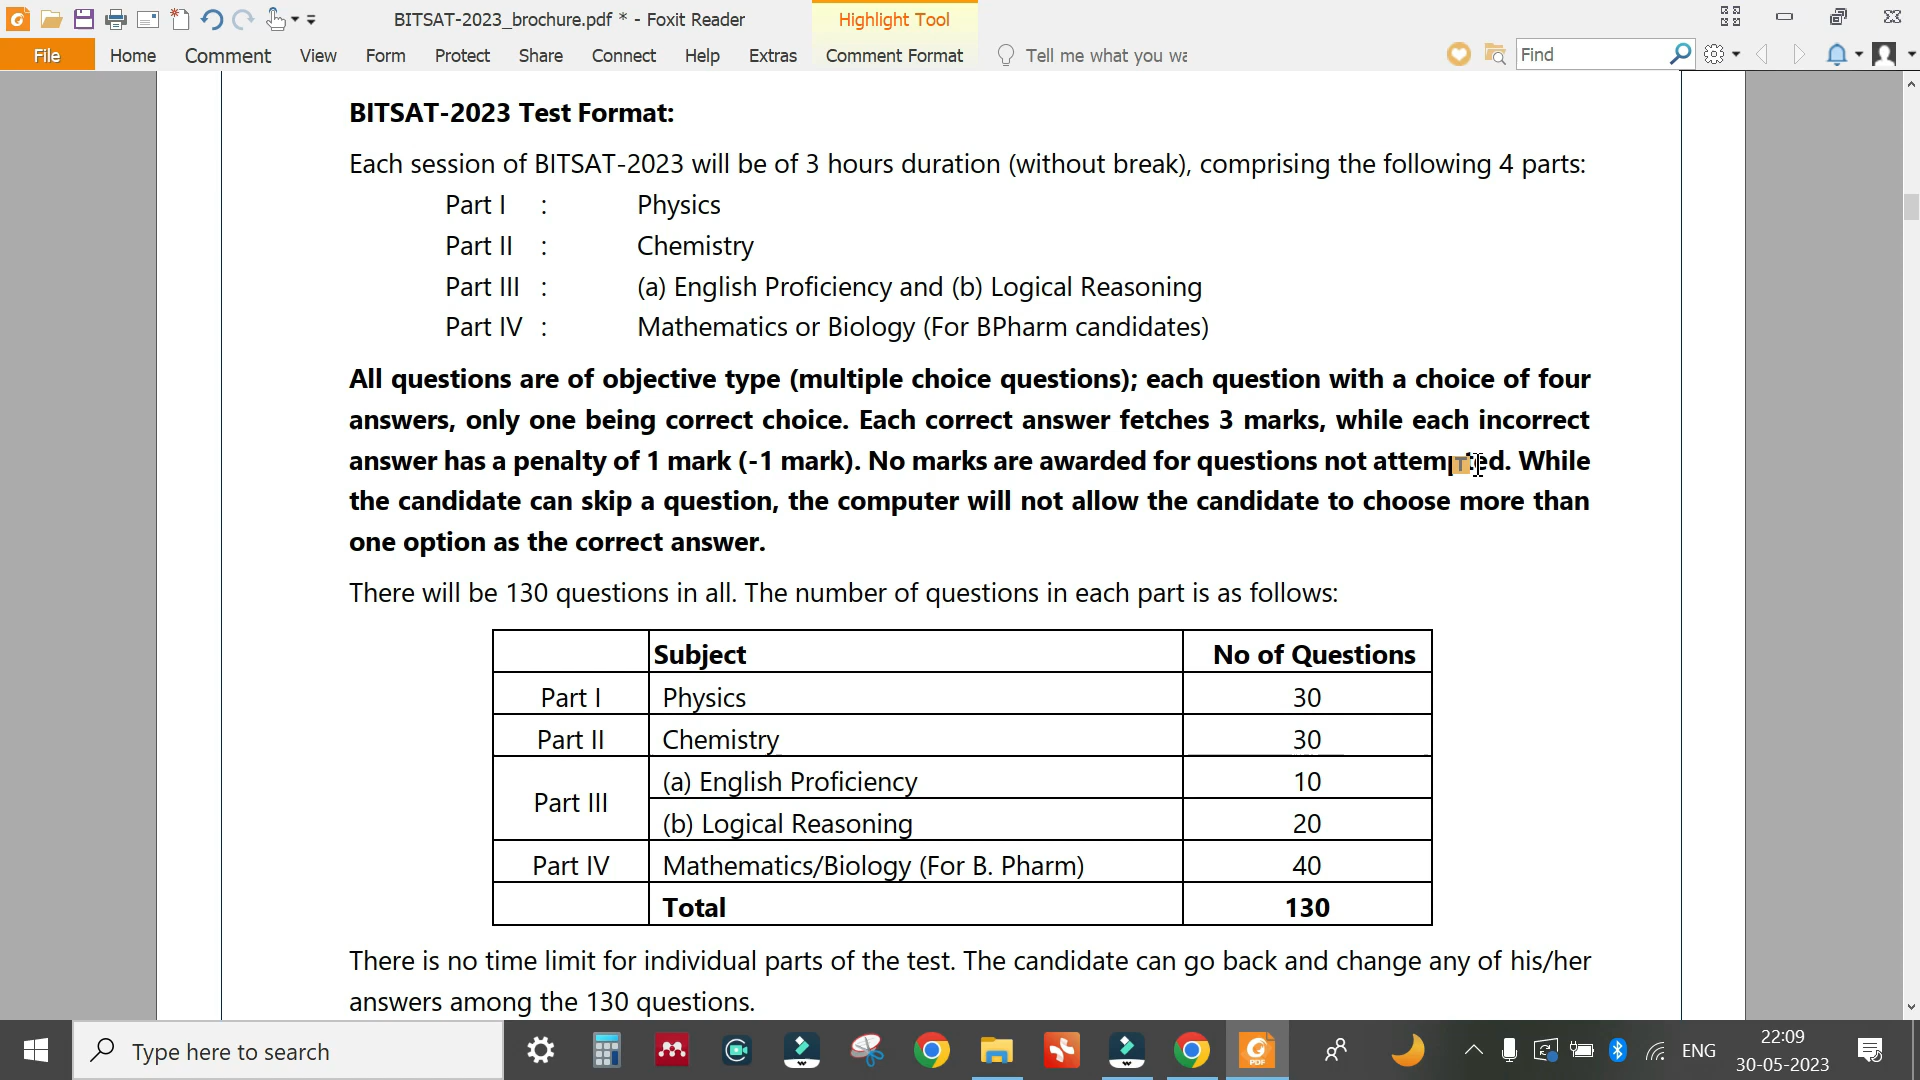 BITSAT-2023_brochure.pdf * - Foxit Reader
Highlight Tool
File Home Comment View Form Protect Share Connect Help Extras Comment Format Tell me what you wa Find
BITSAT-2023 Test Format:
Each session of BITSAT-2023 will be of 3 hours duration (without break), comprising the following 4 parts:
Part I : Physics
Part II : Chemistry
Part III : (a) English Proficiency and (b) Logical Reasoning
Part IV : Mathematics or Biology (For BPharm candidates)
All questions are of objective type (multiple choice questions); each question with a choice of four
answers, only one being correct choice. Each correct answer fetches 3 marks, while each incorrect
answer has a penalty of 1 mark (-1 mark). No marks are awarded for questions not attempted. While
the candidate can skip a question, the computer will not allow the candidate to choose more than
one option as the correct answer.
There will be 130 questions in all. The number of questions in each part is as follows:
Subject No of Questions
Part I Physics 30
Part II Chemistry 30
Part III (a) English Proficiency 10
(b) Logical Reasoning 20
Part IV Mathematics/Biology (For B. Pharm) 40
Total 130
There is no time limit for individual parts of the test. The candidate can go back and change any of his/her
answers among the 130 questions.
Type here to search
ENG
22:09
30-05-2023